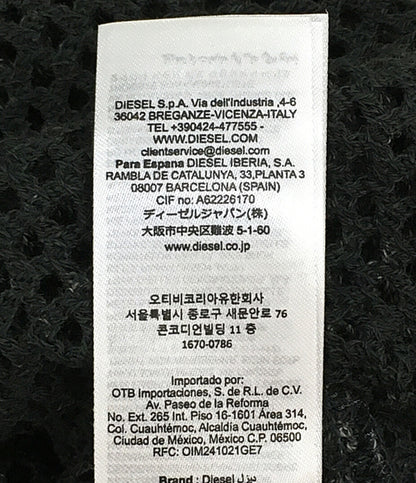 DIESEL S.p.A. Via dell'Industria ,4-6
36042 BREGANZE-VICENZA-ITALY
TEL +390424-477555 -
WWW.DIESEL.COM
clientservice@diesel.com
Para Espana DIESEL IBERIA, S.A.
RAMBLA DE CATALUNYA, 33,PLANTA 3
08007 BARCELONA (SPAIN)
CIF no: A62226170
ディーゼルジャパン(株)
大阪市中央区難波 5-1-60
www.diesel.co.jp
오티비코리아유한회사
서울특별시 종로구 새문안로 76
콘코디언빌딩 11 층
1670-0786
Importado por:
OTB Importaciones, S. de R.L. de C.V.
Av. Paseo de la Reforma
No. Ext. 265 Int. Piso 16-1601 Área 314,
Col. Cuauhtémoc, Alcaldía Cuauhtemoc,
Ciudad de México, México C.P. 06500
RFC: OIM241021GE7
Brand : Diesel ديزل